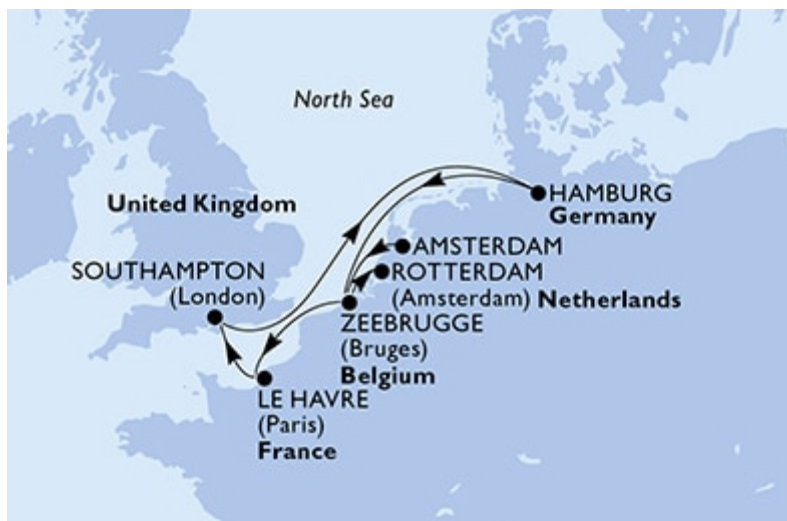 North Sea
United Kingdom
HAMBURG
Germany
AMSTERDAM
SOUTHAMPTON
(London)
ROTTERDAM
(Amsterdam) Netherlands
ZEEBRUGGE
(Bruges)
Belgium
LE HAVRE
(Paris)
France